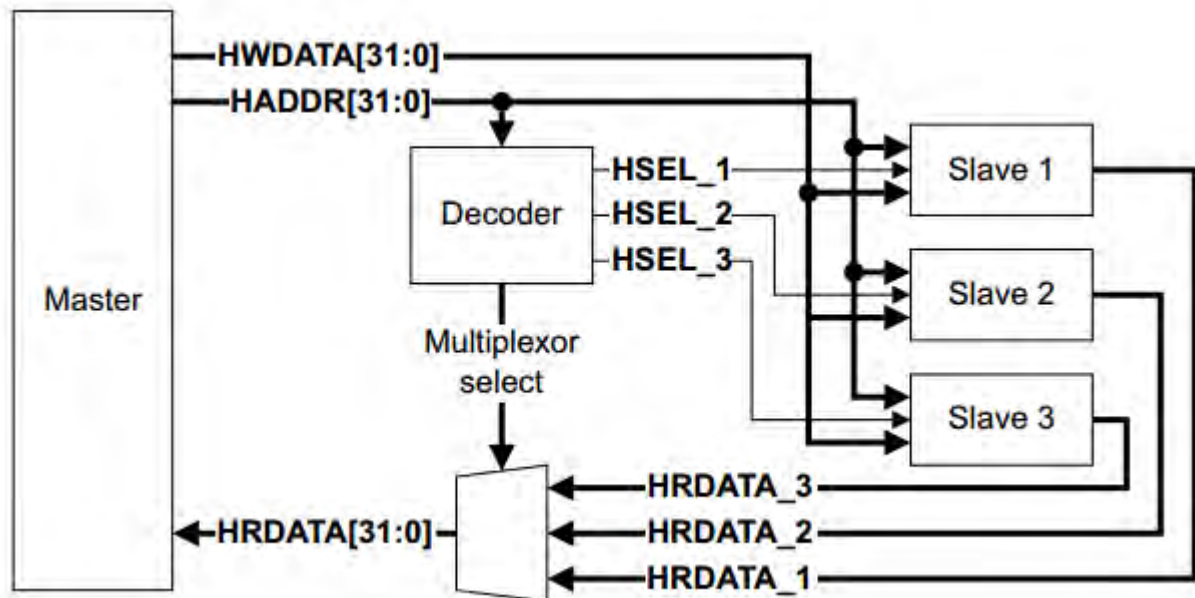 HWDATA[31:0]
HADDR[31:0]
HSEL_1
Slave 1
Decoder
HSEL_2
HSEL_3
Master
Slave 2
Multiplexor
select
Slave 3
HRDATA_3
HRDATA[31:0]
HRDATA_2
HRDATA_1